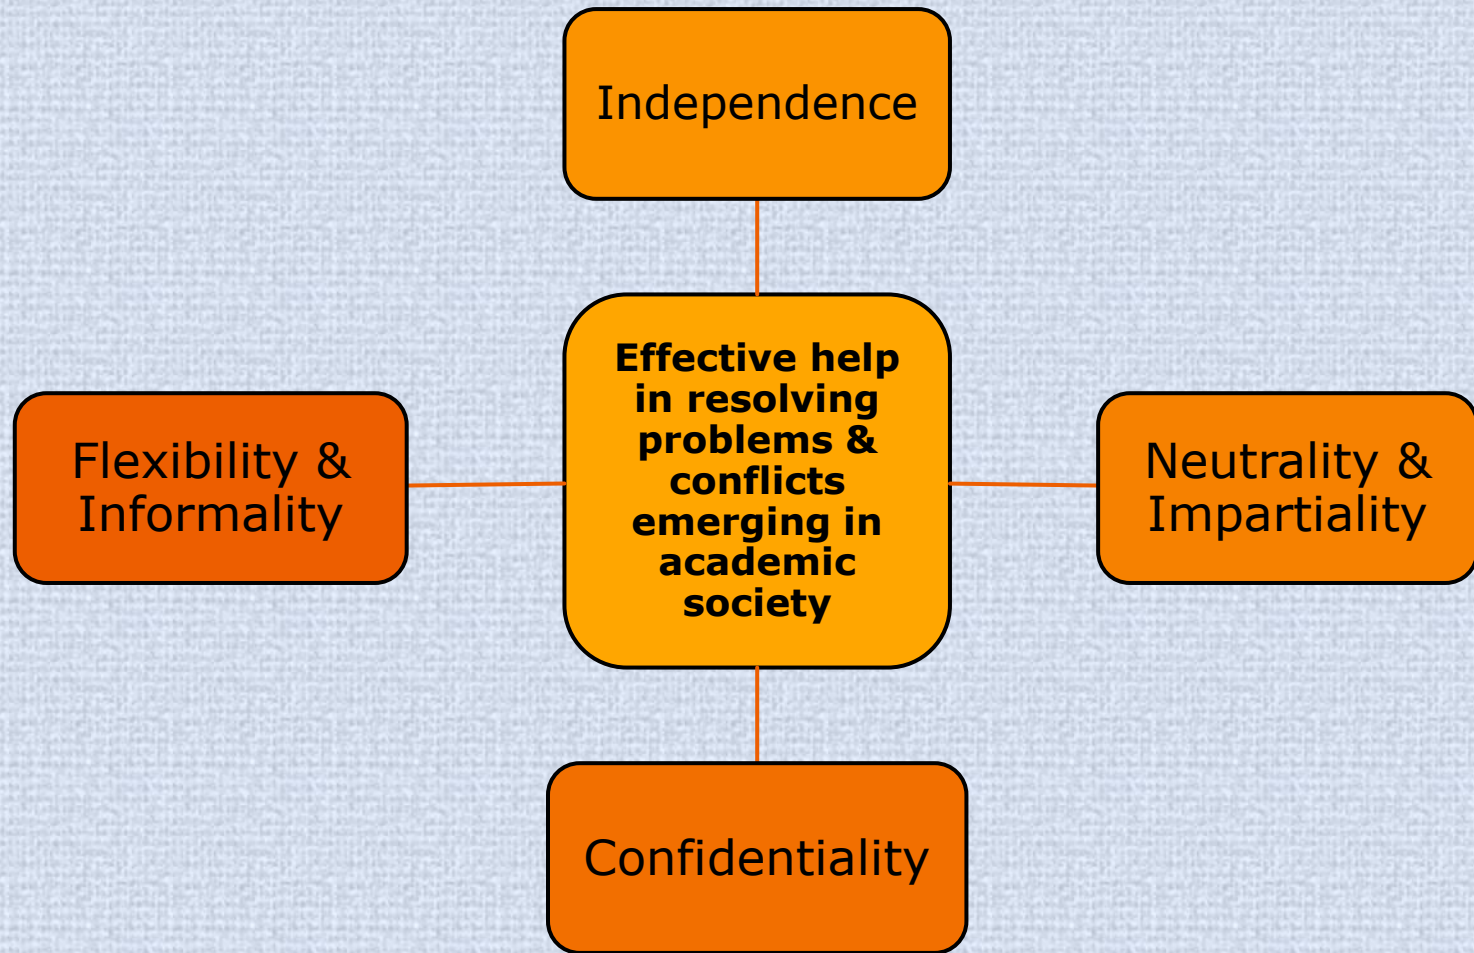 Independence
Effective help
in resolving
problems &
conflicts
emerging in
academic
society
Flexibility &
Informality
Neutrality &
Impartiality
Confidentiality